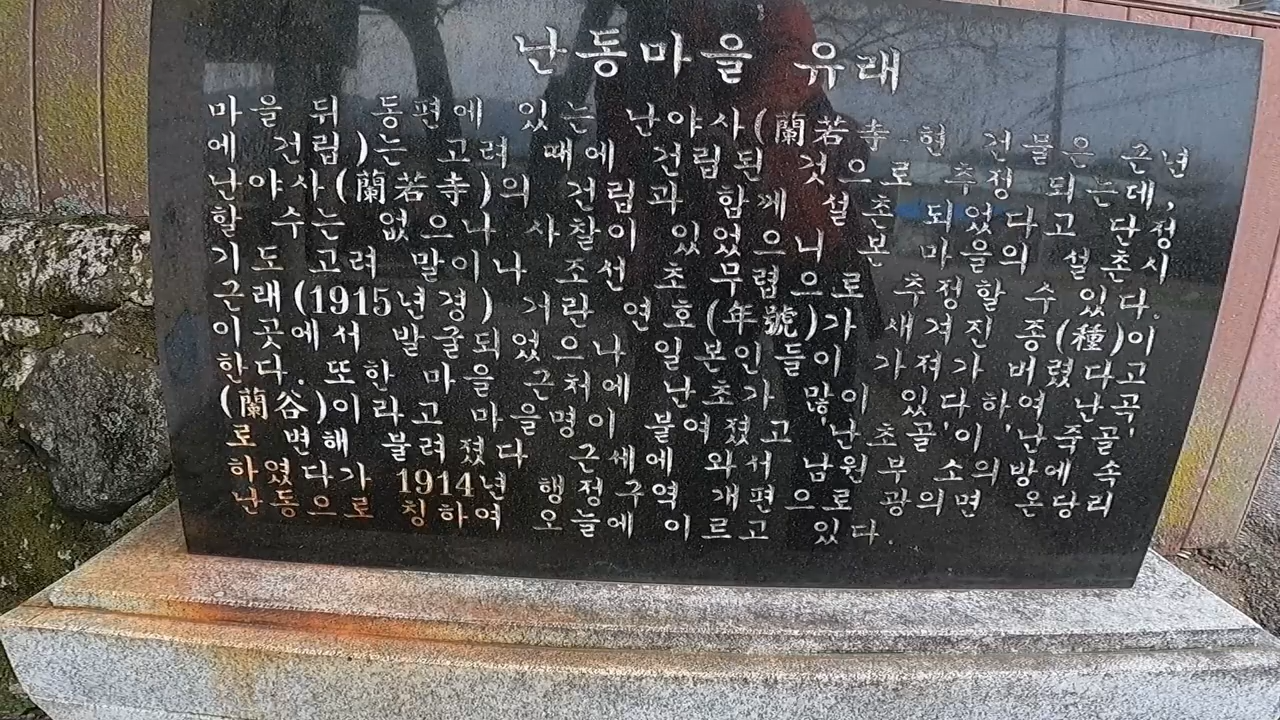 난동마을 유래
마을 뒤 동편에 있는 난야사(蘭若寺-현 건물은 근년
에 건립)는 고려 때에 건립된 것으로 추정 되는데,
난야사(蘭若寺)의 건립과 함께 설촌 되었다고 단정
할 수는 없으나 사찰이 있었으니 본 마을의 설촌시
기도 고려 말이나 조선 초 무렵으로 추정할 수 있다.
근래(1915년경) 거란 연호(年號)가 새겨진 종(種)이
이곳에서 발굴되었으나 일본인들이 가져가 버렸다고
한다. 또한 마을 근처에 난초가 많이 있다 하여 난곡
(蘭谷)이라고 마을명이 불여졌고 '난초골'이 '난죽골'
로 변해 불려졌다 근세에 와서 남원부 소의방에 속
하였다가 1914년 행정구역 개편으로 광의면 온당리
난동으로 칭하여 오늘에 이르고 있다.